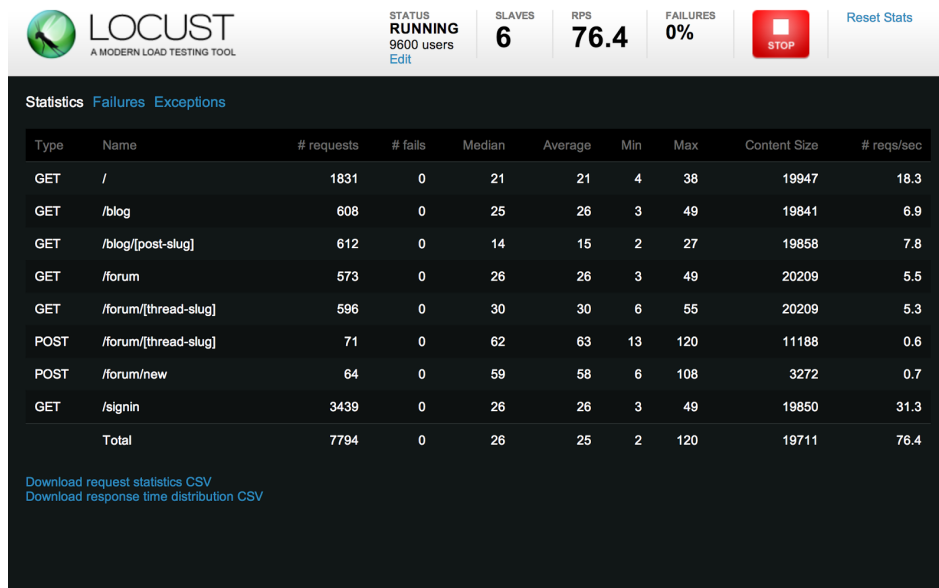 LOCUST
A MODERN LOAD TESTING TOOL
STATUS
RUNNING
9600 users
Edit
SLAVES
6
RPS
76.4
FAILURES
0%
STOP
Reset Stats
Statistics Failures Exceptions
Type Name # requests # fails Median Average Min Max Content Size # reqs/sec
GET / 1831 0 21 21 4 38 19947 18.3
GET /blog 608 0 25 26 3 49 19841 6.9
GET /blog/[post-slug] 612 0 14 15 2 27 19858 7.8
GET /forum 573 0 26 26 3 49 20209 5.5
GET /forum/[thread-slug] 596 0 30 30 6 55 20209 5.3
POST /forum/[thread-slug] 71 0 62 63 13 120 11188 0.6
POST /forum/new 64 0 59 58 6 108 3272 0.7
GET /signin 3439 0 26 26 3 49 19850 31.3
Total 7794 0 26 25 2 120 19711 76.4
Download request statistics CSV
Download response time distribution CSV